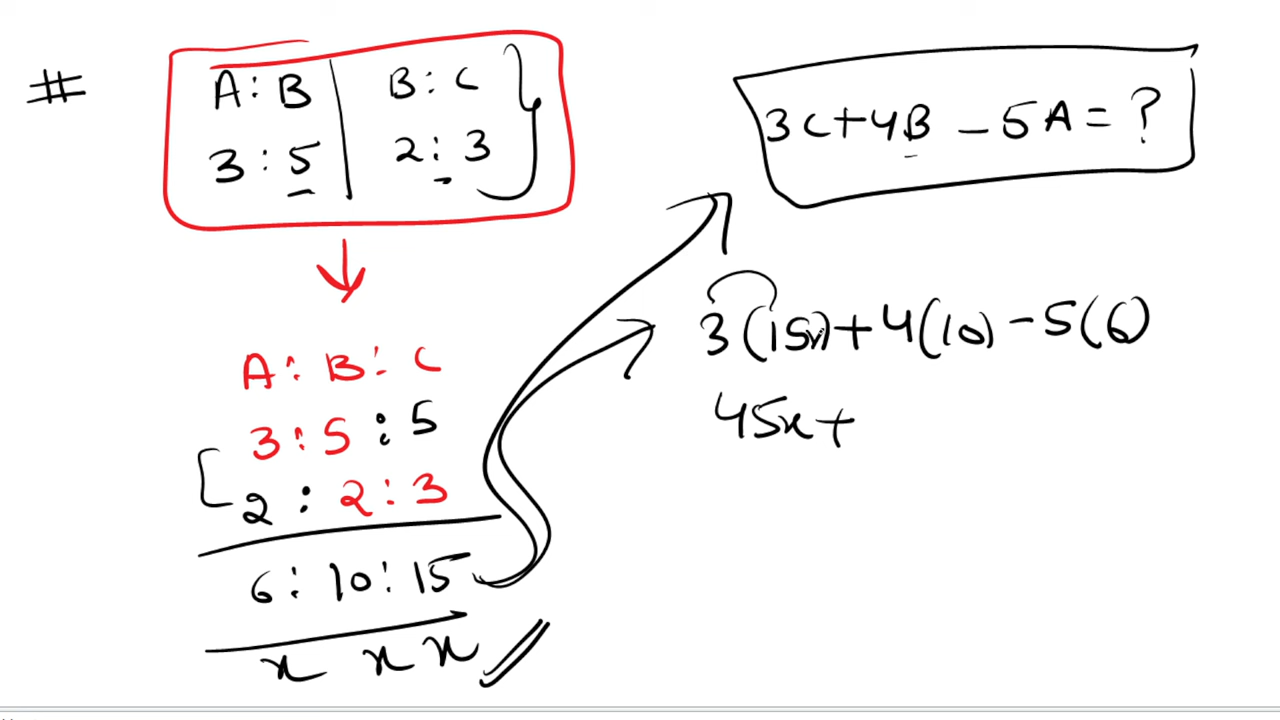 #
A : B | B : C
3 : 5 | 2 : 3
3C+4B - 5A = ?
A : B : C
3 : 5 : 5
2 : 2 : 3
6 : 10 : 15
x x x
3(15x)+4(10) - 5(6)
45x+